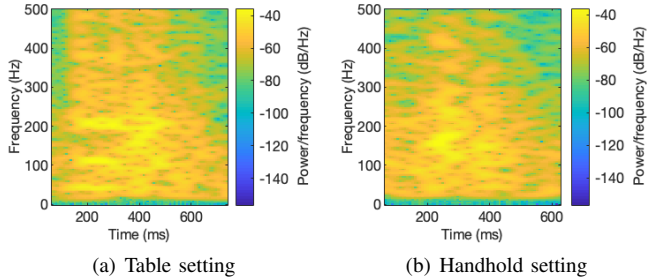 500
400
300
200
100
0
Frequency (Hz)
200 400 600
Time (ms)
-40
-60
-80
-100
-120
-140
Power/frequency (dB/Hz)
(a) Table setting
500
400
300
200
100
0
Frequency (Hz)
200 400 600
Time (ms)
-40
-60
-80
-100
-120
-140
Power/frequency (dB/Hz)
(b) Handhold setting